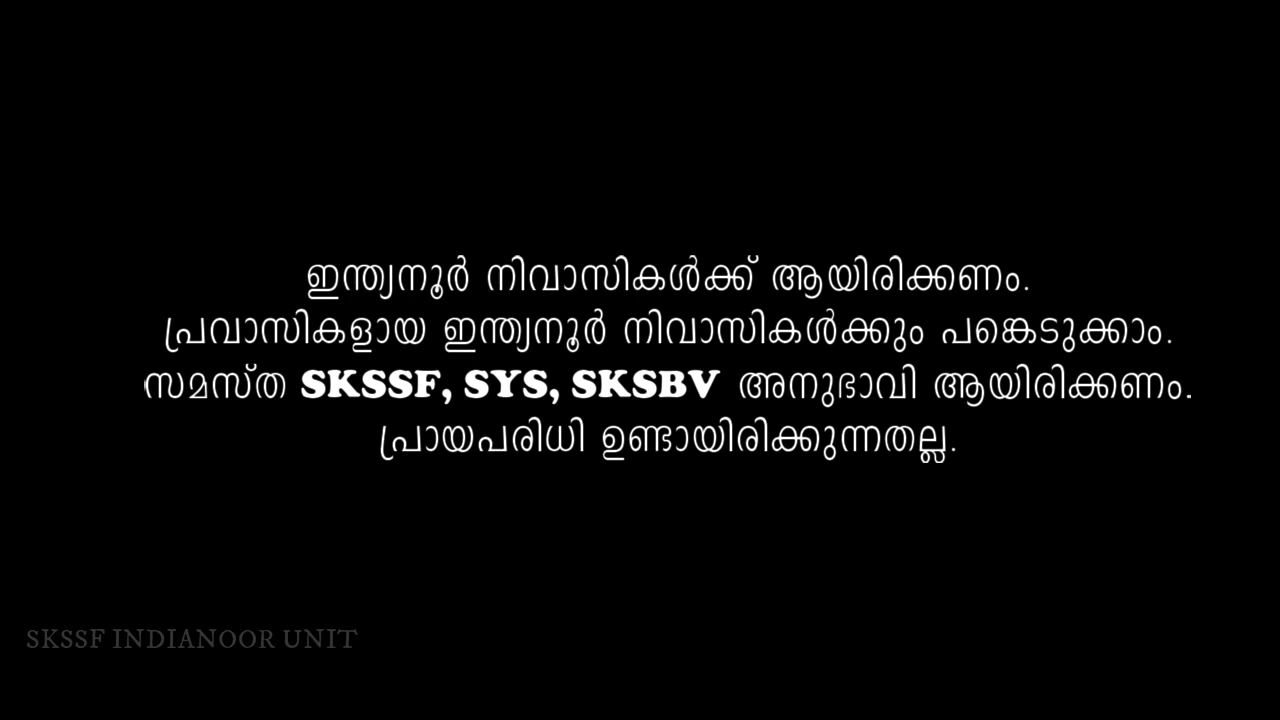 ഇന്ത്യനൂർ നിവാസികൾക്ക് ആയിരിക്കണം.
പ്രവാസികളായ ഇന്ത്യനൂർ നിവാസികൾക്കും പങ്കെടുക്കാം.
സമസ്ത SKSSF, SYS, SKSBV അനുഭാവി ആയിരിക്കണം.
പ്രായപരിധി ഉണ്ടായിരിക്കുന്നതല്ല.
SKSSF INDIANOOR UNIT